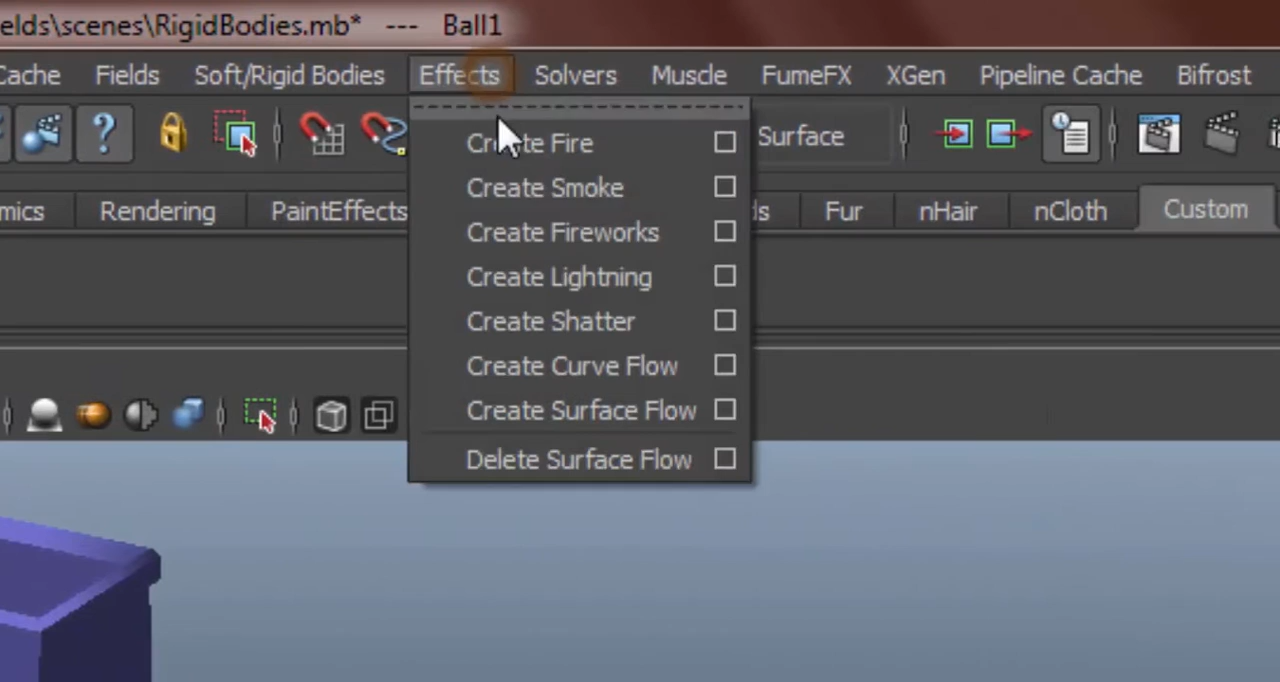 elds\scenes\RigidBodies.mb* --- Ball1
Cache Fields Soft/Rigid Bodies Effects Solvers Muscle FumeFX XGen Pipeline Cache Bifrost
Surface
mics Rendering PaintEffects ds Fur nHair nCloth Custom
Create Fire
Create Smoke
Create Fireworks
Create Lightning
Create Shatter
Create Curve Flow
Create Surface Flow
Delete Surface Flow